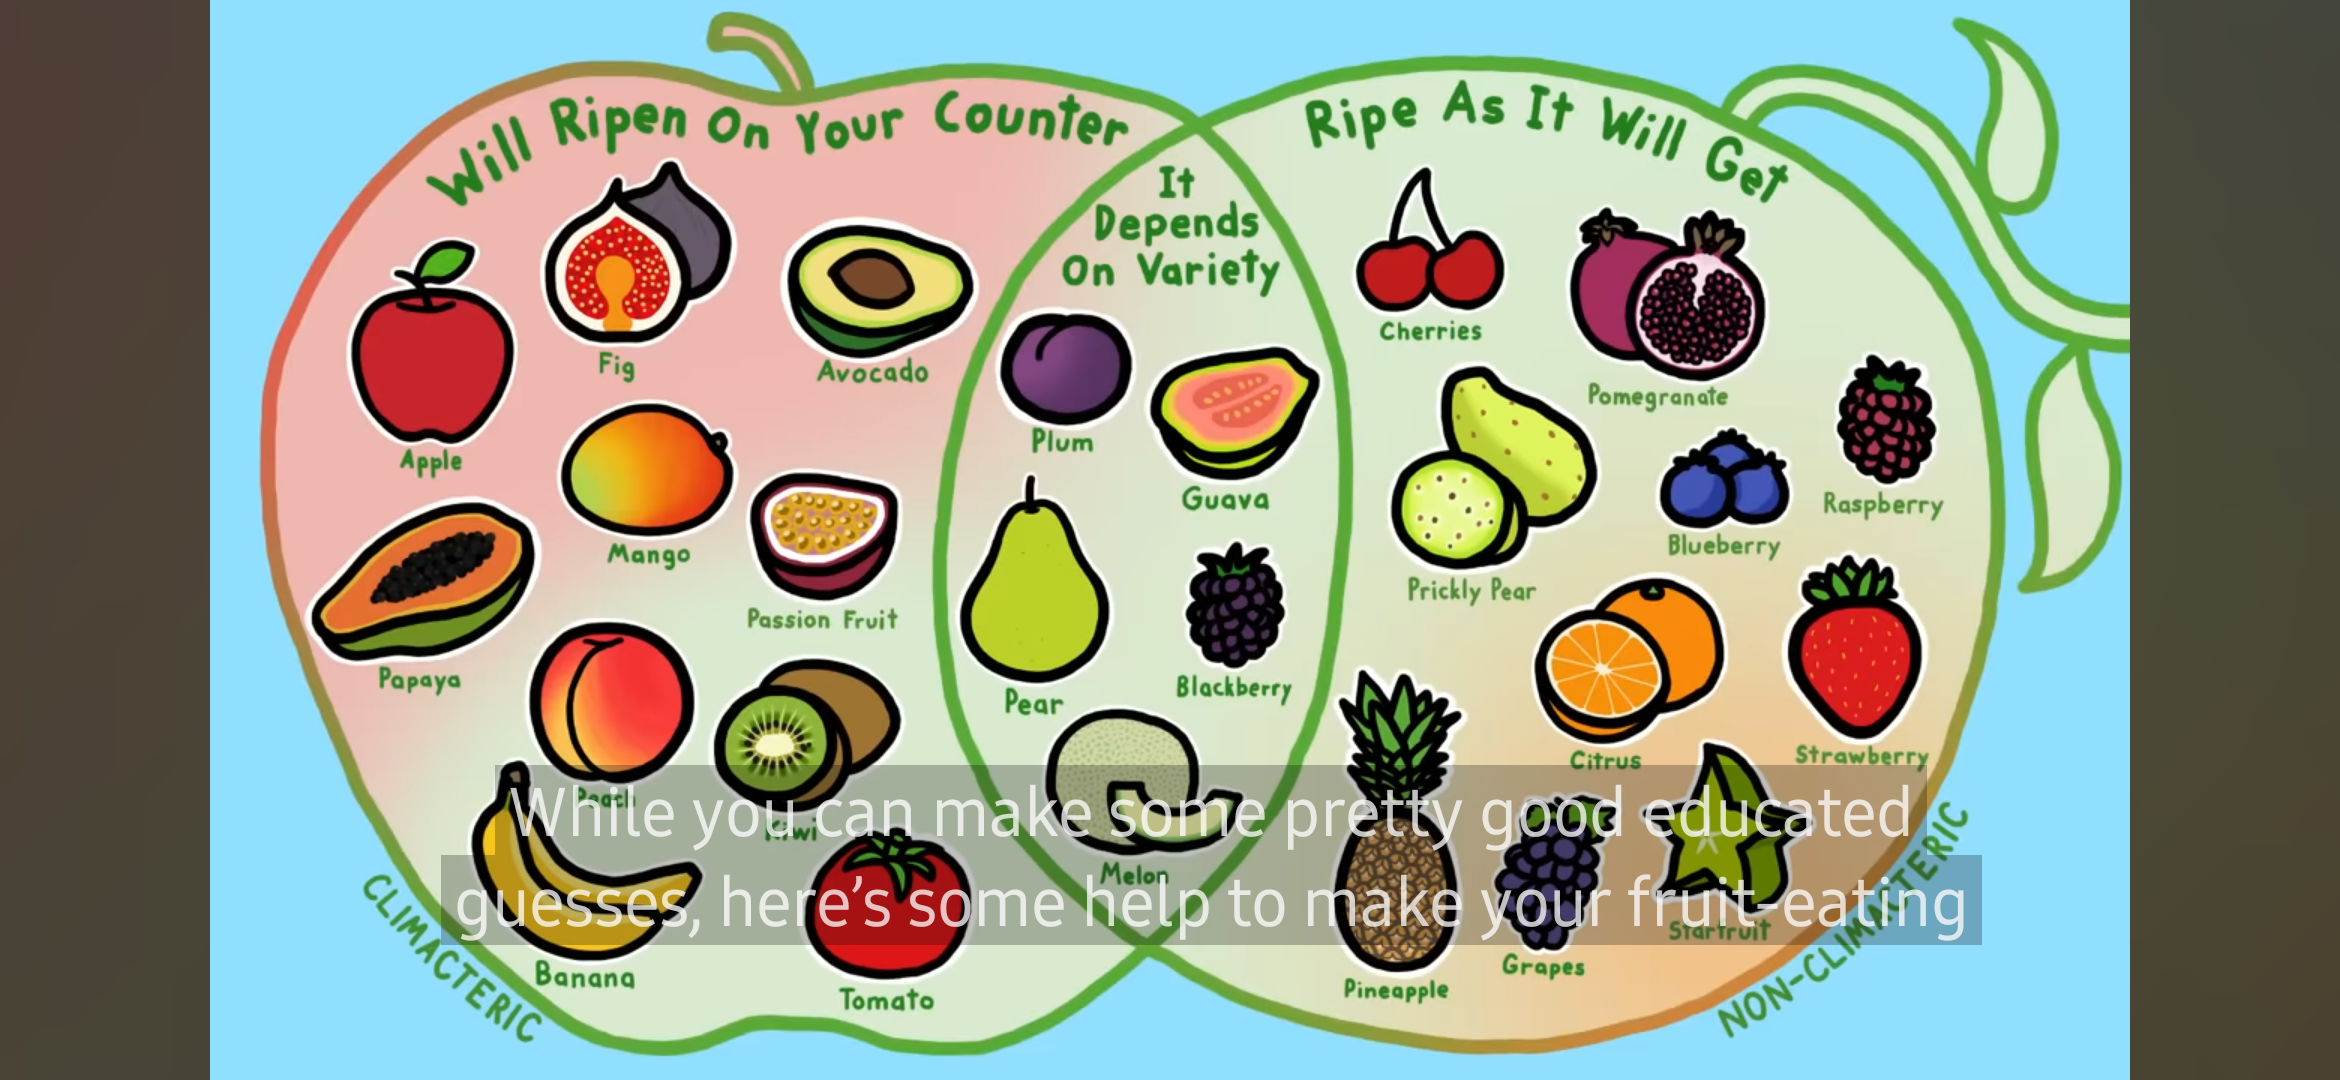 Will Ripen On Your Counter
Ripe As It Will Get
It
Depends
On Variety
Apple
Fig
Avocado
Mango
Papaya
Passion Fruit
Peach
Kiwi
Banana
Tomato
Plum
Guava
Pear
Blackberry
Melon
Cherries
Pomegranate
Raspberry
Blueberry
Prickly Pear
Citrus
Strawberry
Pineapple
Grapes
Starfruit
CLIMACTERIC
NON-CLIMACTERIC
While you can make some pretty good educated
guesses, here’s some help to make your fruit-eating